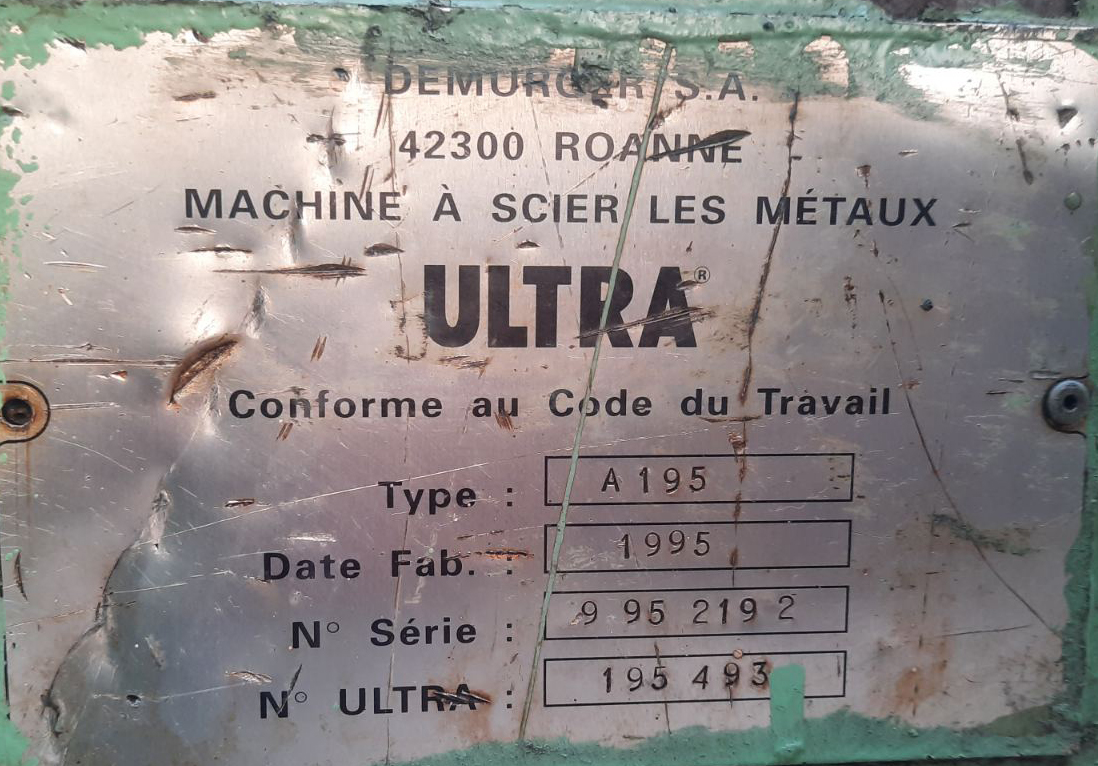 DEMURGER S.A.
42300 ROANNE
MACHINE À SCIER LES MÉTAUX
ULTRA®
Conforme au Code du Travail
Type : A 195
Date Fab. : 1995
N° Série : 9 95 219 2
N° ULTRA : 195 493